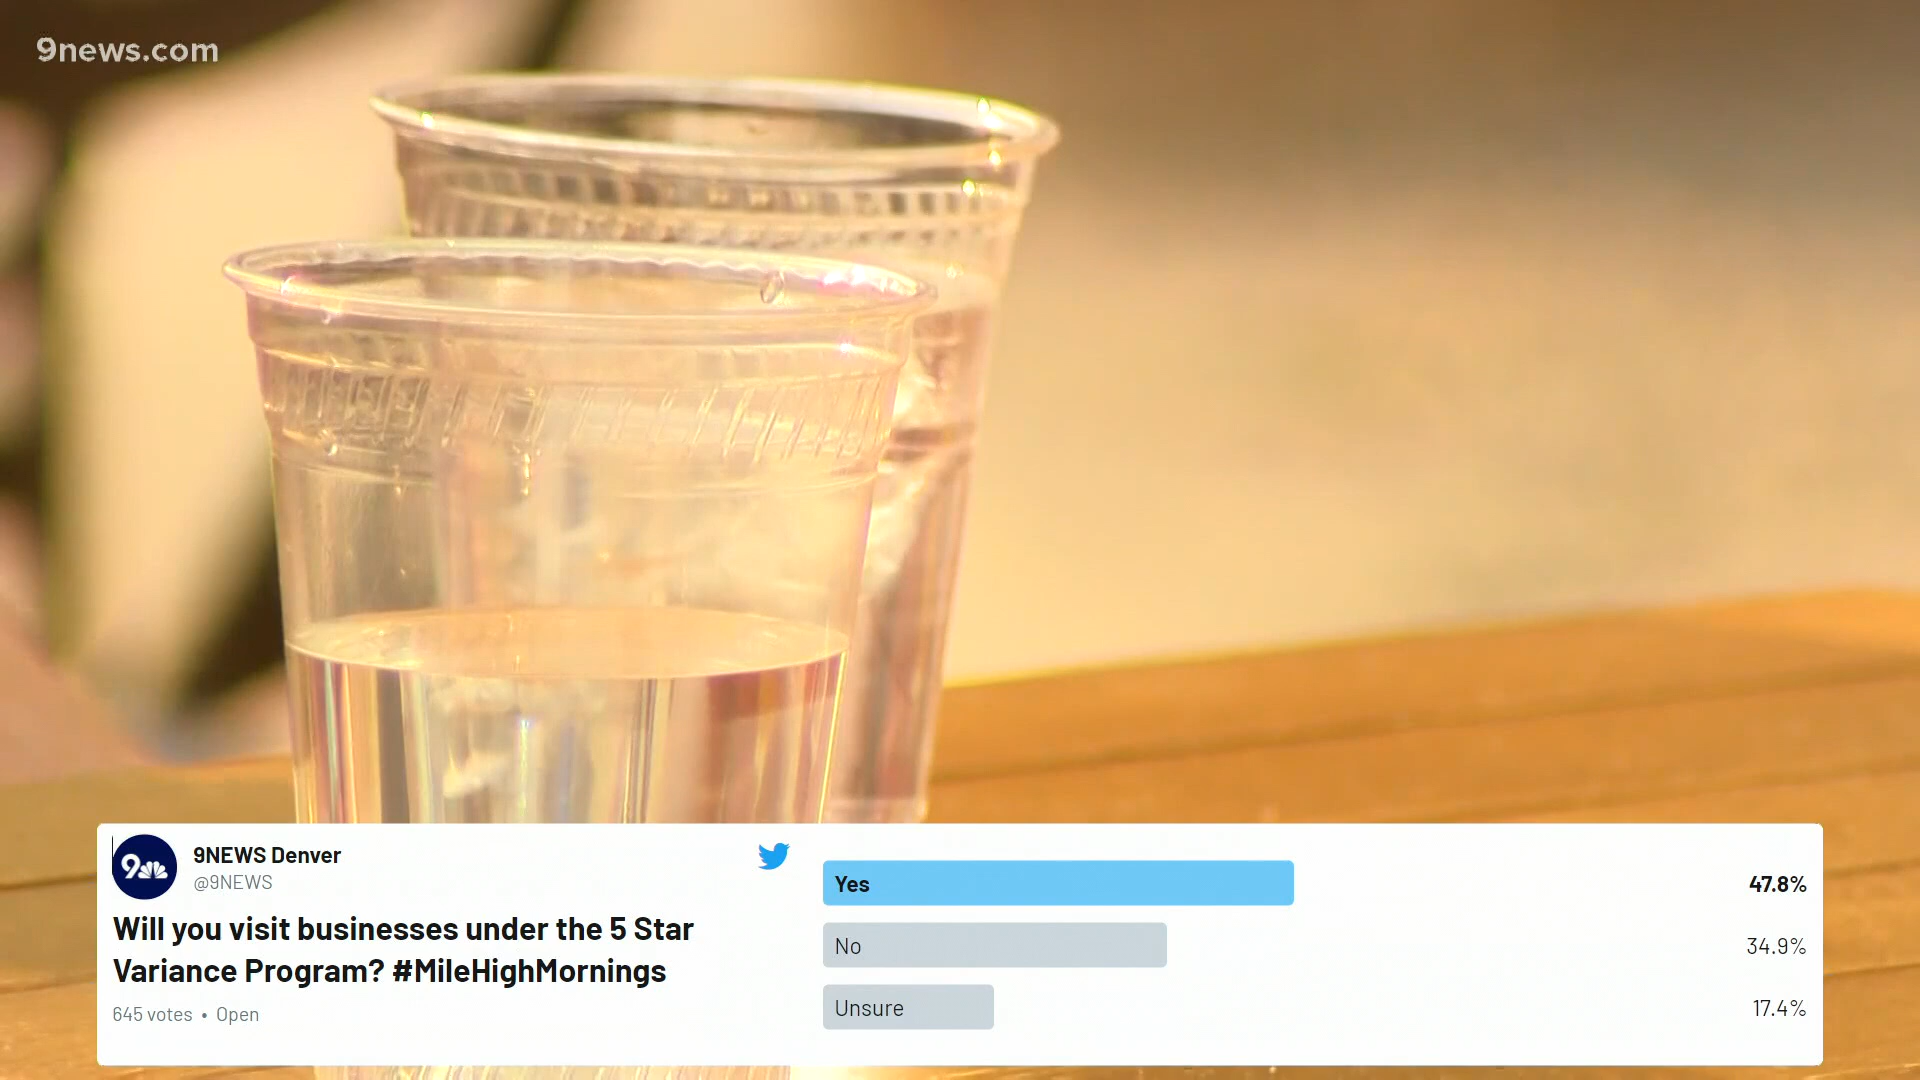 9news.com
9
9NEWS Denver
@9NEWS
Will you visit businesses under the 5 Star
Variance Program? #MileHighMornings
645 votes • Open
Yes 47.8%
No 34.9%
Unsure 17.4%